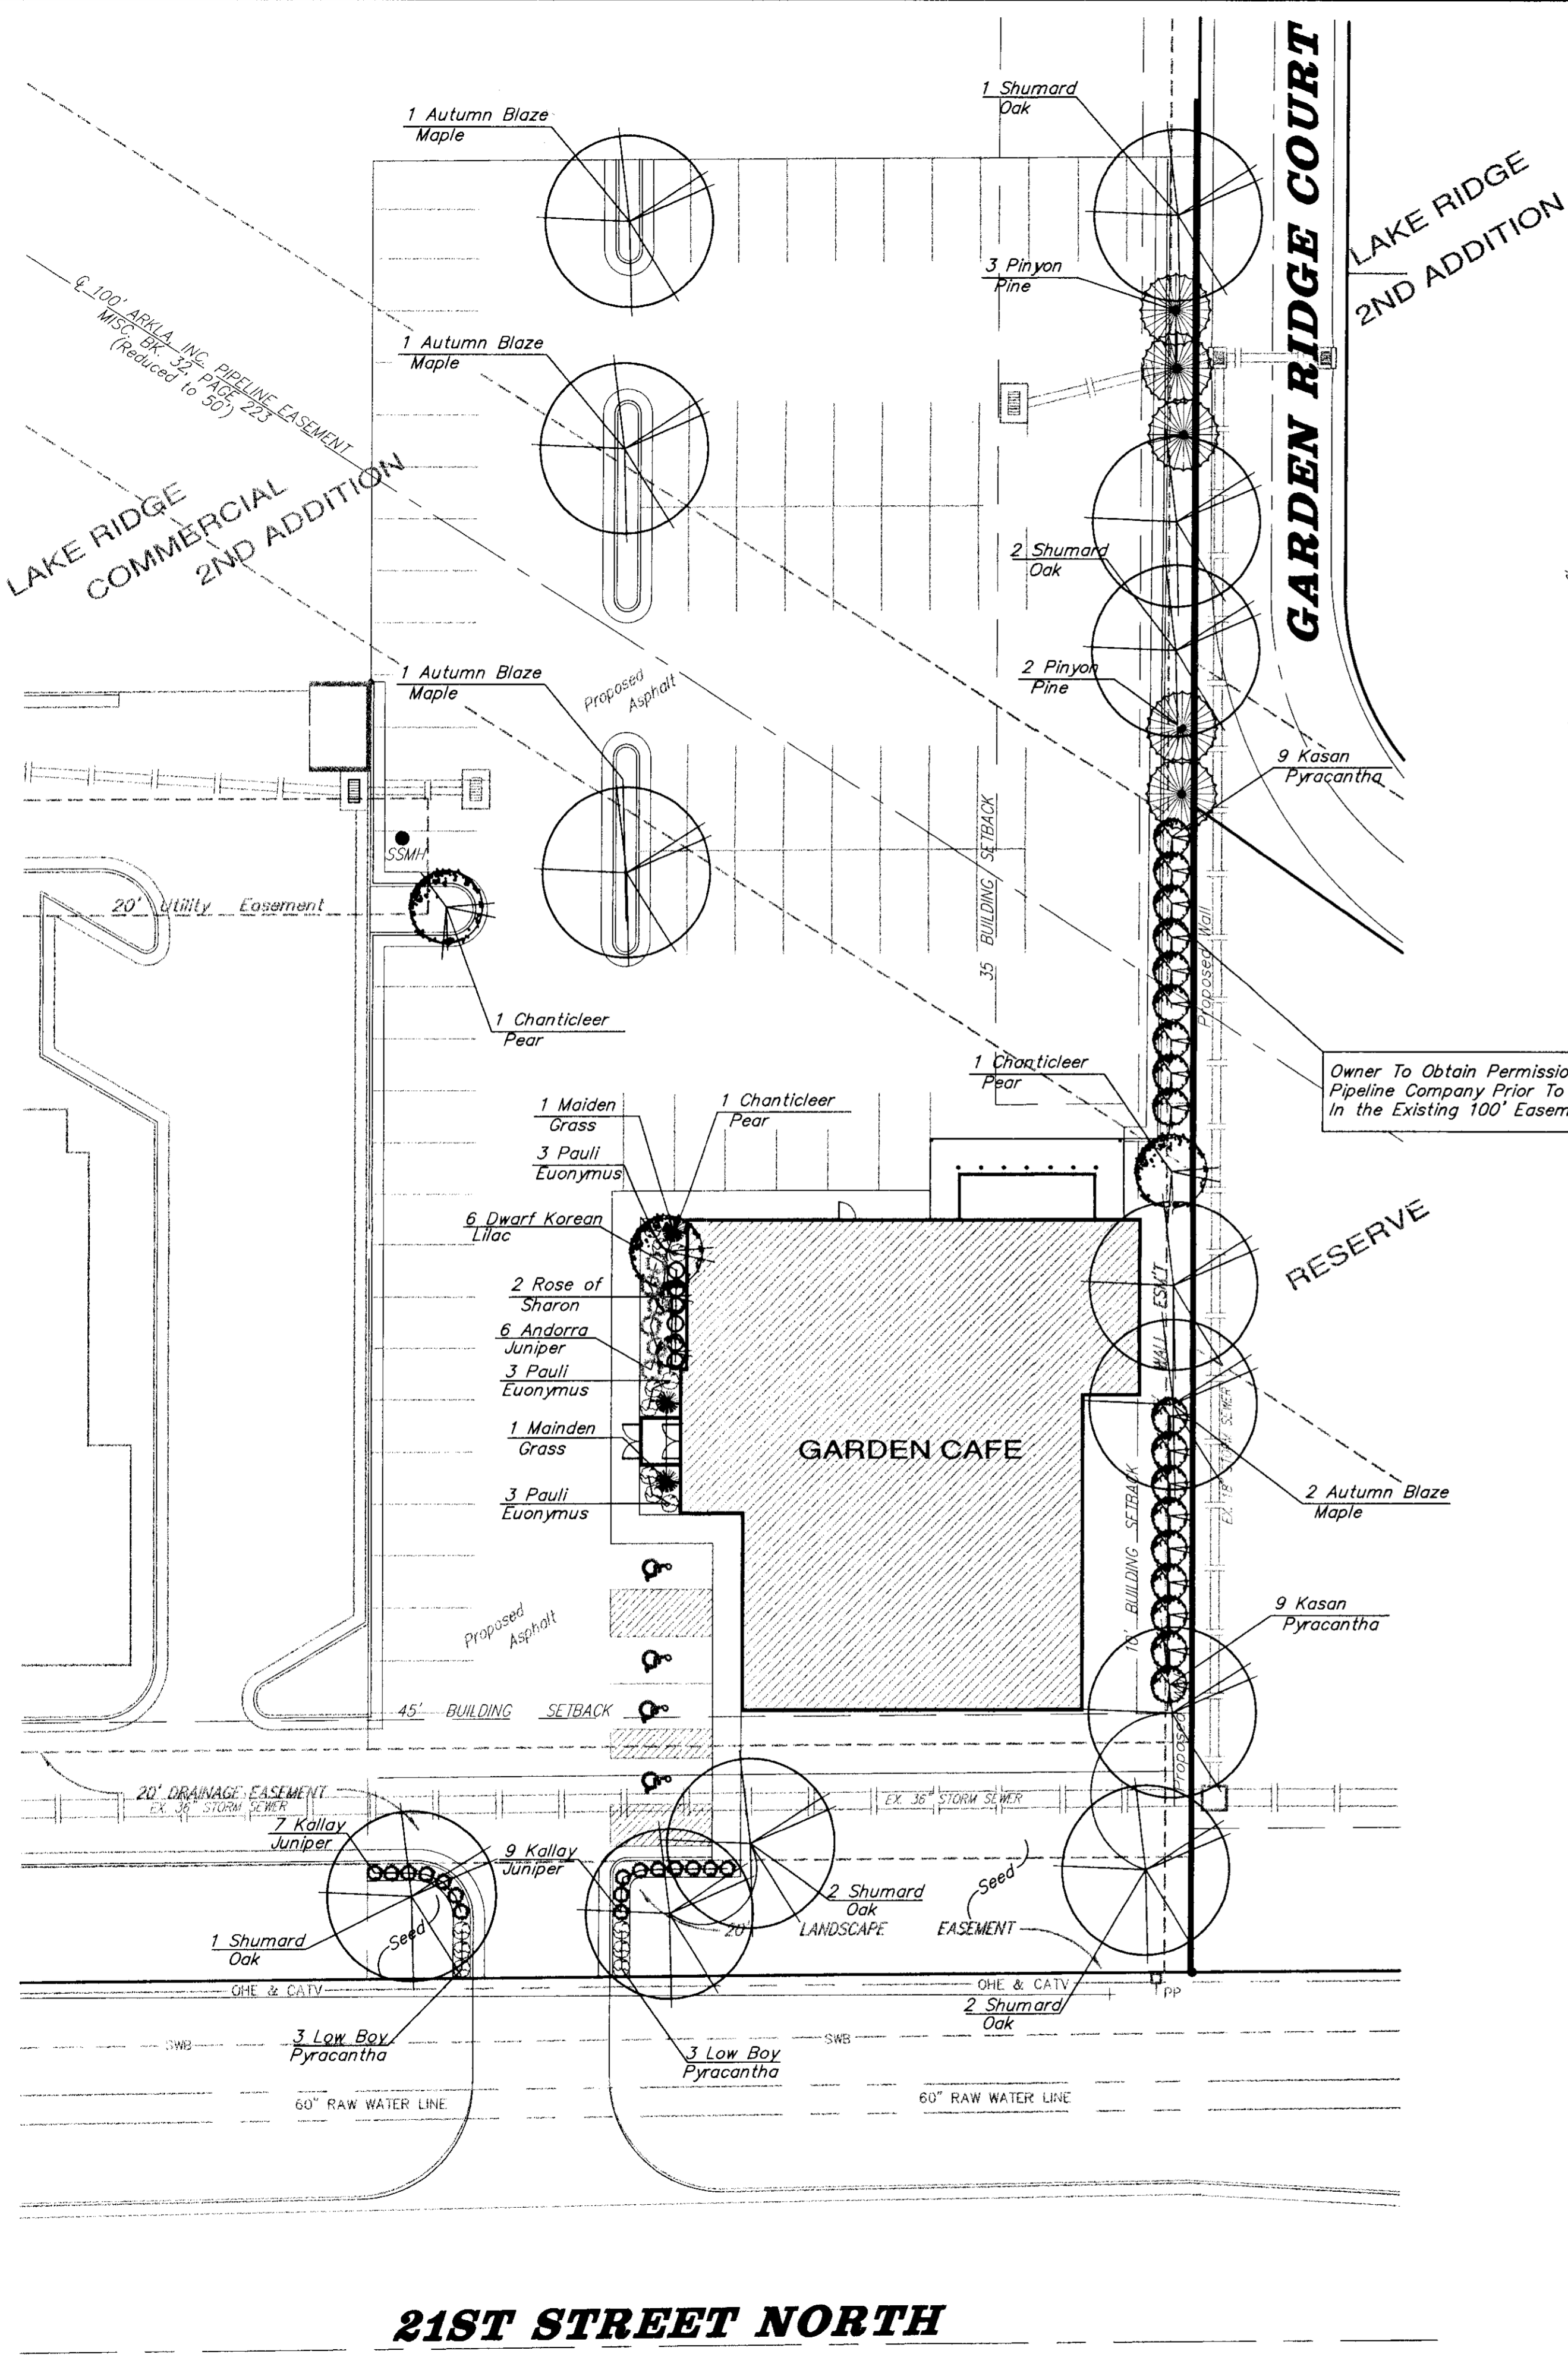 1 Autumn Blaze
Maple
1 Shumard
Oak
GARDEN RIDGE COURT
LAKE RIDGE
2ND ADDITION
3 Pinyon
Pine
℄ 100' ARKLA, INC. PIPELINE EASEMENT
MISC. BK. 32, PAGE 223
(Reduced to 50')
1 Autumn Blaze
Maple
LAKE RIDGE
COMMERCIAL
2ND ADDITION
2 Shumard
Oak
1 Autumn Blaze
Maple
Proposed
Asphalt
2 Pinyon
Pine
9 Kasan
Pyracantha
35 BUILDING SETBACK
SSMH
20' Utility Easement
Proposed Wall
1 Chanticleer
Pear
1 Chanticleer
Pear
Owner To Obtain Permissio
Pipeline Company Prior To
In the Existing 100' Easem
1 Maiden
Grass
1 Chanticleer
Pear
3 Pauli
Euonymus
6 Dwarf Korean
Lilac
RESERVE
2 Rose of
Sharon
WALL ESM'T
6 Andorra
Juniper
3 Pauli
Euonymus
1 Mainden
Grass
GARDEN CAFE
EX. 18" SEWER
2 Autumn Blaze
Maple
3 Pauli
Euonymus
10' BUILDING SETBACK
Proposed
Asphalt
9 Kasan
Pyracantha
45' BUILDING SETBACK
Proposed
20' DRAINAGE EASEMENT
EX. 36" STORM SEWER
EX. 36" STORM SEWER
7 Kallay
Juniper
9 Kallay
Juniper
Seed
2 Shumard
Oak
20' LANDSCAPE EASEMENT
Seed
1 Shumard
Oak
OHE & CATV
OHE & CATV
PP
2 Shumard
Oak
3 Low Boy
Pyracantha
SWB
SWB
3 Low Boy
Pyracantha
60" RAW WATER LINE
60" RAW WATER LINE
21ST STREET NORTH